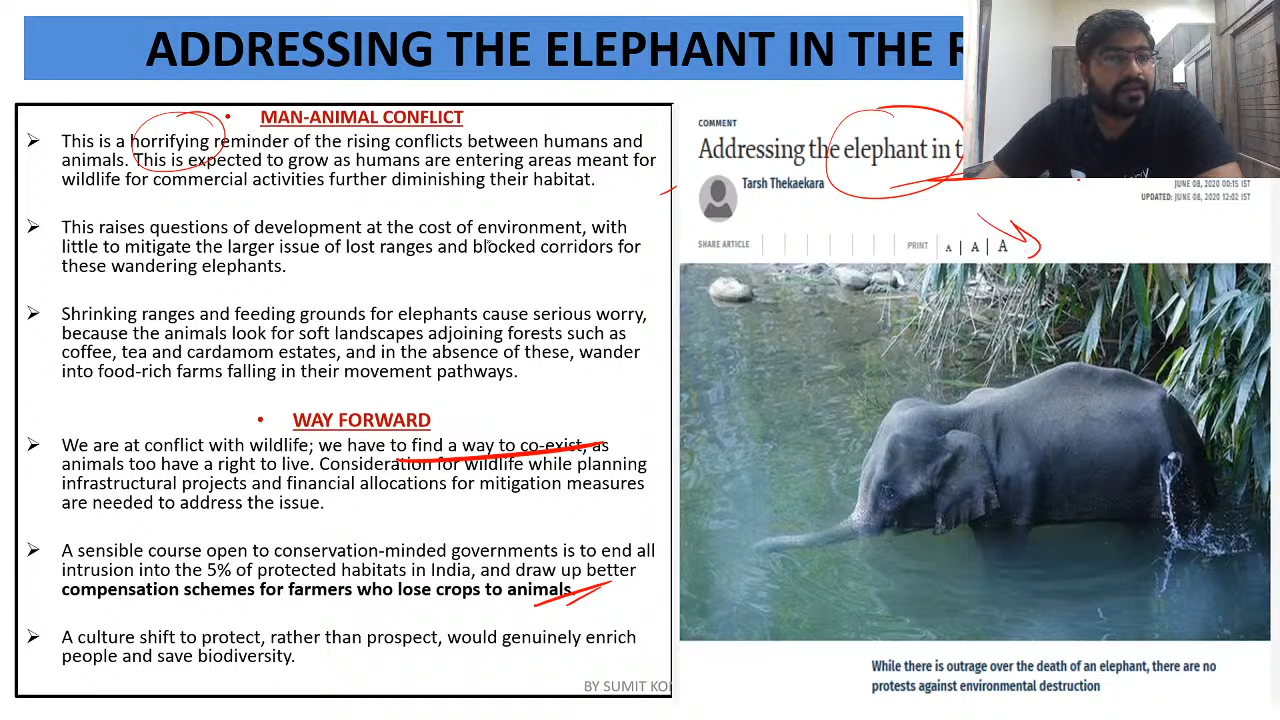 ADDRESSING THE ELEPHANT IN THE
• MAN-ANIMAL CONFLICT
➢ This is a horrifying reminder of the rising conflicts between humans and
animals. This is expected to grow as humans are entering areas meant for
wildlife for commercial activities further diminishing their habitat.
➢ This raises questions of development at the cost of environment, with
little to mitigate the larger issue of lost ranges and blocked corridors for
these wandering elephants.
➢ Shrinking ranges and feeding grounds for elephants cause serious worry,
because the animals look for soft landscapes adjoining forests such as
coffee, tea and cardamom estates, and in the absence of these, wander
into food-rich farms falling in their movement pathways.
• WAY FORWARD
➢ We are at conflict with wildlife; we have to find a way to co-exist, as
animals too have a right to live. Consideration for wildlife while planning
infrastructural projects and financial allocations for mitigation measures
are needed to address the issue.
➢ A sensible course open to conservation-minded governments is to end all
intrusion into the 5% of protected habitats in India, and draw up better
compensation schemes for farmers who lose crops to animals.
➢ A culture shift to protect, rather than prospect, would genuinely enrich
people and save biodiversity.
BY SUMIT
COMMENT
Addressing the elephant in
Tarsh Thekaekara
JUNE 08, 2020 00:15 IST
UPDATED: JUNE 08, 2020 12:02 IST
SHARE ARTICLE PRINT A | A | A
While there is outrage over the death of an elephant, there are no
protests against environmental destruction